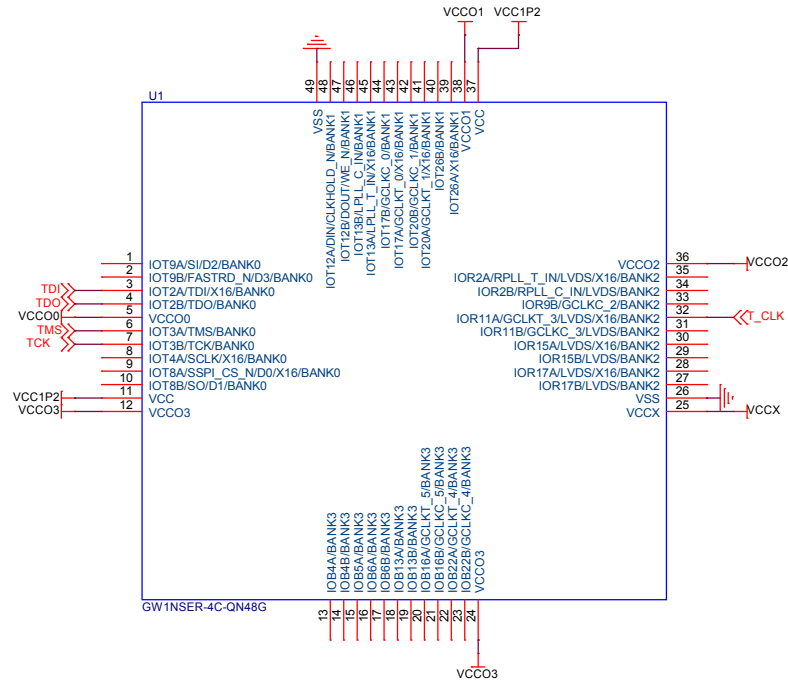 VCCO1
VCC1P2
49
48
47
46
45
44
43
42
41
40
39
38
37
U1
VSS
IOT12A/DIN/CLKHOLD_N/BANK1
IOT12B/DOUT/WE_N/BANK1
IOT13B/LPLL_C_IN/BANK1
IOT13A/LPLL_T_IN/X16/BANK1
IOT17B/GCLKC_0/BANK1
IOT17A/GCLKT_0/X16/BANK1
IOT20B/GCLKC_1/BANK1
IOT20A/GCLKT_1/X16/BANK1
IOT26B/BANK1
IOT26A/X16/BANK1
VCCO1
VCC
1 IOT9A/SI/D2/BANK0
2 IOT9B/FASTRD_N/D3/BANK0
TDI 3 IOT2A/TDI/X16/BANK0
TDO 4 IOT2B/TDO/BANK0
VCCO0 5 VCCO0
TMS 6 IOT3A/TMS/BANK0
TCK 7 IOT3B/TCK/BANK0
8 IOT4A/SCLK/X16/BANK0
9 IOT8A/SSPI_CS_N/D0/X16/BANK0
10 IOT8B/SO/D1/BANK0
VCC1P2 11 VCC
VCCO3 12 VCCO3
VCCO2 36 VCCO2
IOR2A/RPLL_T_IN/LVDS/X16/BANK2 35
IOR2B/RPLL_C_IN/LVDS/BANK2 34
IOR9B/GCLKC_2/BANK2 33
IOR11A/GCLKT_3/LVDS/X16/BANK2 32 T_CLK
IOR11B/GCLKC_3/LVDS/BANK2 31
IOR15A/LVDS/X16/BANK2 30
IOR15B/LVDS/BANK2 29
IOR17A/LVDS/X16/BANK2 28
IOR17B/LVDS/BANK2 27
VSS 26
VCCX 25 VCCX
IOB4A/BANK3
IOB4B/BANK3
IOB5A/BANK3
IOB6A/BANK3
IOB6B/BANK3
IOB13A/BANK3
IOB13B/BANK3
IOB16A/GCLKT_5/BANK3
IOB16B/GCLKC_5/BANK3
IOB22A/GCLKT_4/BANK3
IOB22B/GCLKC_4/BANK3
VCCO3
GW1NSER-4C-QN48G
13
14
15
16
17
18
19
20
21
22
23
24
VCCO3